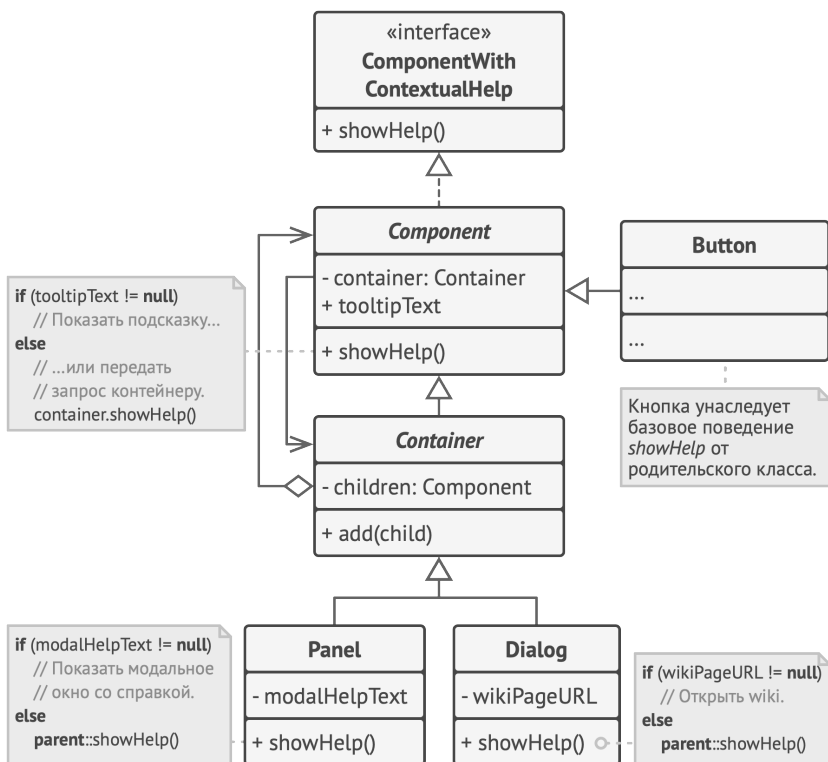 «interface»
ComponentWith
ContextualHelp
+ showHelp()
Component
- container: Container
+ tooltipText
+ showHelp()
Button
...
...
if (tooltipText != null)
// Показать подсказку...
else
// ...или передать
// запрос контейнеру.
container.showHelp()
Кнопка унаследует
базовое поведение
showHelp от
родительского класса.
Container
- children: Component
+ add(child)
if (modalHelpText != null)
// Показать модальное
// окно со справкой.
else
parent::showHelp()
Panel
- modalHelpText
+ showHelp()
Dialog
- wikiPageURL
+ showHelp()
if (wikiPageURL != null)
// Открыть wiki.
else
parent::showHelp()